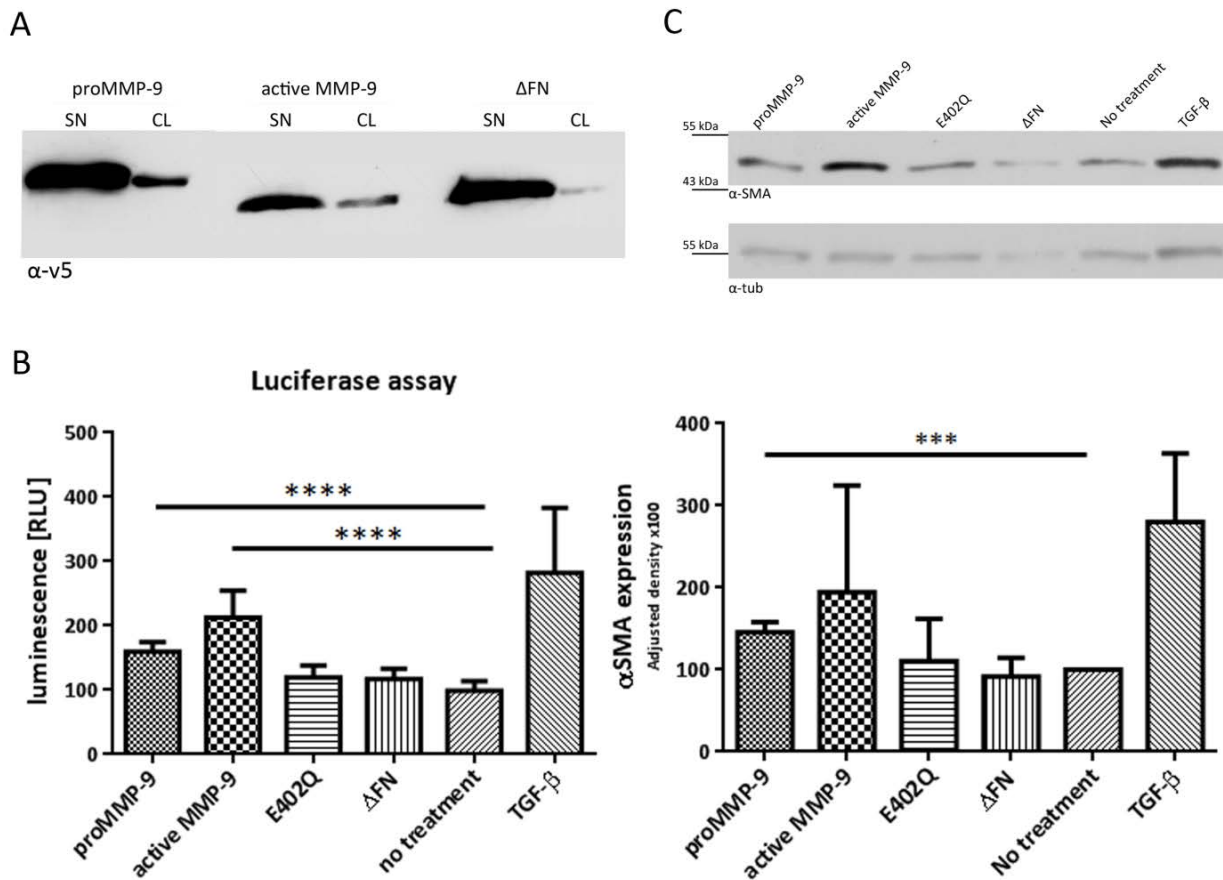 A
proMMP-9 active MMP-9 ΔFN
SN CL SN CL SN CL
α-v5
C
proMMP-9 active MMP-9 E402Q ΔFN No treatment TGF-β
55 kDa
43 kDa
α-SMA
55 kDa
α-tub
B
Luciferase assay
luminescence [RLU]
500
400
300
200
100
0
****
****
proMMP-9 active MMP-9 E402Q ΔFN no treatment TGF-β
αSMA expression
Adjusted density x100
400
300
200
100
0
***
proMMP-9 active MMP-9 E402Q ΔFN No treatment TGF-β